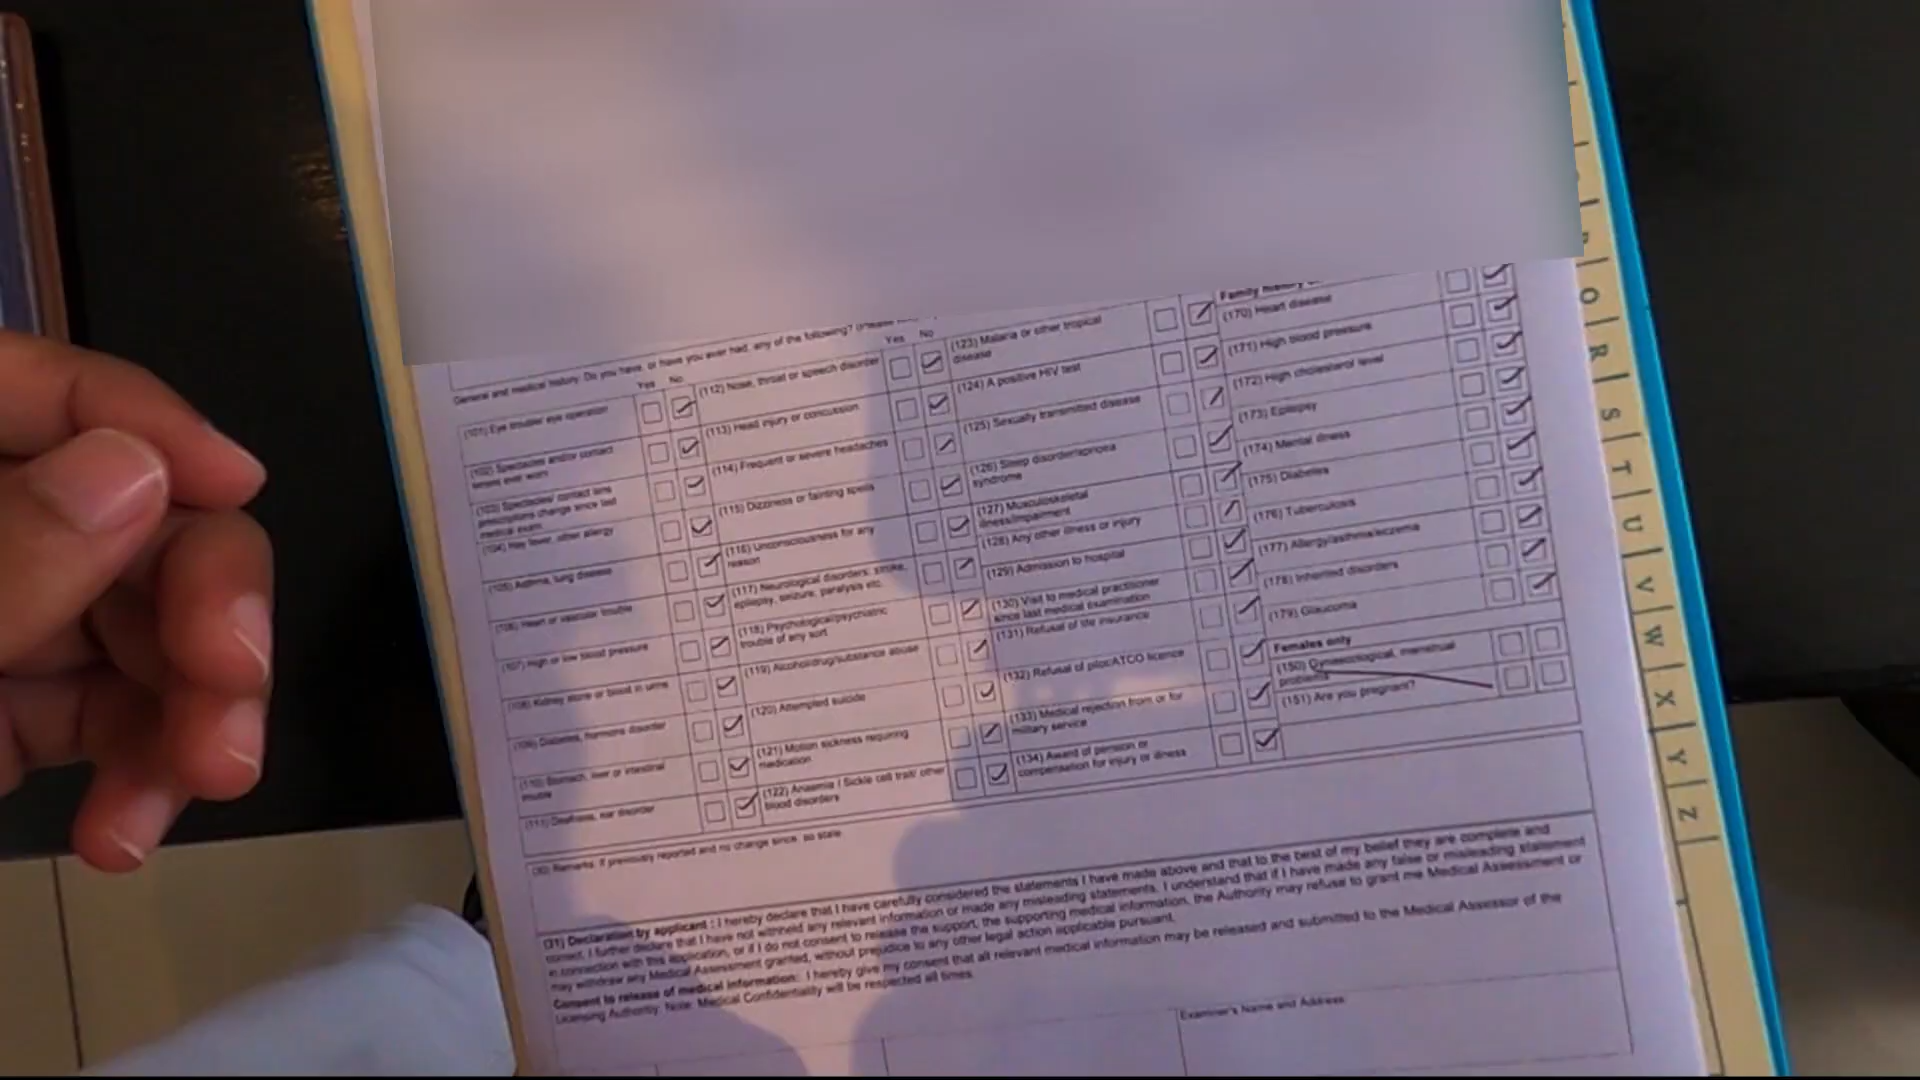 General and medical history: Do you have, or have you ever had, any of the following? (Please
Yes No
(101) Eye trouble/ eye operation
(102) Spectacles and/or contact
lenses ever worn
(103) Spectacles/ contact lens
prescriptions change since last
medical exam
(104) Hay fever, other allergy
(105) Asthma, lung disease
(106) Heart or vascular trouble
(107) High or low blood pressure
(108) Kidney stone or blood in urine
(109) Diabetes, hormone disorder
(110) Stomach, liver or intestinal
trouble
(111) Deafness, ear disorder
Yes No
(112) Nose, throat or speech disorder
(113) Head injury or concussion
(114) Frequent or severe headaches
(115) Dizziness or fainting spells
(116) Unconsciousness for any
reason
(117) Neurological disorders: stroke,
epilepsy, seizure, paralysis etc.
(118) Psychological/psychiatric
trouble of any sort
(119) Alcohol/drug/substance abuse
(120) Attempted suicide
(121) Motion sickness requiring
medication
(122) Anaemia / Sickle cell trait/ other
blood disorders
(123) Malaria or other tropical
disease
(124) A positive HIV test
(125) Sexually transmitted disease
(126) Sleep disorder/apnoea
syndrome
(127) Musculoskeletal
illness/impairment
(128) Any other illness or injury
(129) Admission to hospital
(130) Visit to medical practitioner
since last medical examination
(131) Refusal of life insurance
(132) Refusal of pilot/ATCO licence
(133) Medical rejection from or for
military service
(134) Award of pension or
compensation for injury or illness
Family history
(170) Heart disease
(171) High blood pressure
(172) High cholesterol level
(173) Epilepsy
(174) Mental illness
(175) Diabetes
(176) Tuberculosis
(177) Allergy/asthma/eczema
(178) Inherited disorders
(179) Glaucoma
Females only
(150) Gynaecological, menstrual
problems
(151) Are you pregnant?
(30) Remarks: If previously reported and no change since, so state
(31) Declaration by applicant : I hereby declare that I have carefully considered the statements I have made above and that to the best of my belief they are complete and
correct. I further declare that I have not withheld any relevant information or made any misleading statements. I understand that if I have made any false or misleading statement
in connection with this application, or if I do not consent to release the support, the supporting medical information, the Authority may refuse to grant me Medical Assessment or
may withdraw any Medical Assessment granted, without prejudice to any other legal action applicable pursuant.
Consent to release of medical information: I hereby give my consent that all relevant medical information may be released and submitted to the Medical Assessor of the
Licensing Authority. Note: Medical Confidentiality will be respected all times.
Examiner's Name and Address:
Q
R
S
T
U
V
W
X
Y
Z